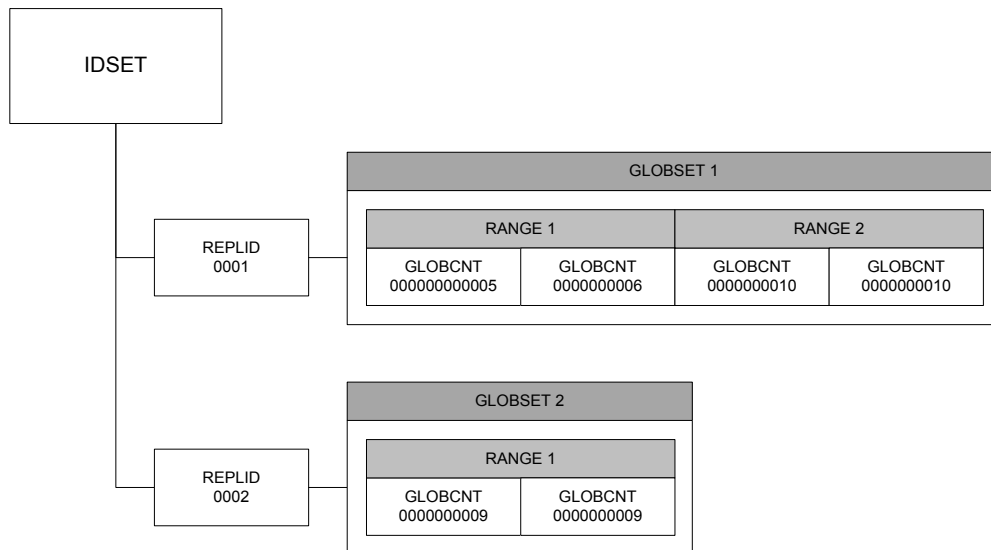 IDSET
GLOBSET 1
RANGE 1 RANGE 2
REPLID
0001
GLOBCNT GLOBCNT GLOBCNT GLOBCNT
000000000005 0000000006 0000000010 0000000010
GLOBSET 2
RANGE 1
REPLID
0002
GLOBCNT GLOBCNT
0000000009 0000000009